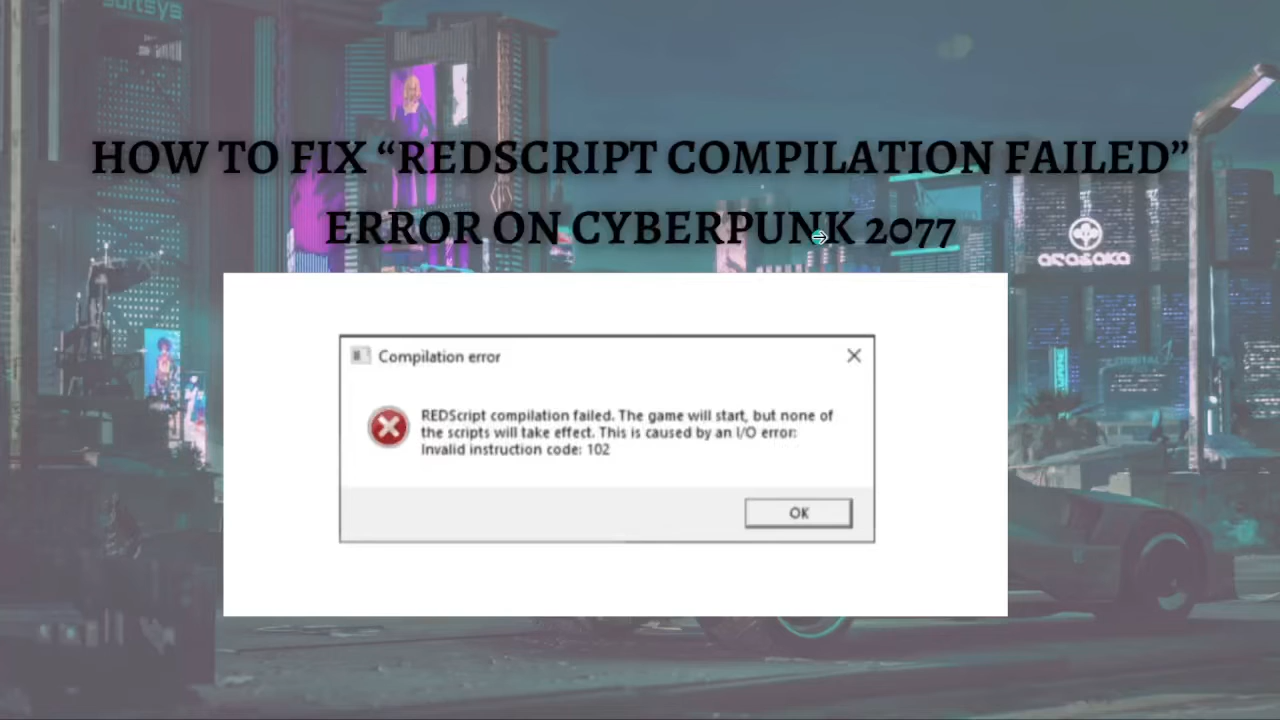 surtsys
HOW TO FIX “REDSCRIPT COMPILATION FAILED”
ERROR ON CYBERPUNK 2077
arasaka
Compilation error
REDScript compilation failed. The game will start, but none of
the scripts will take effect. This is caused by an I/O error:
Invalid instruction code: 102
OK